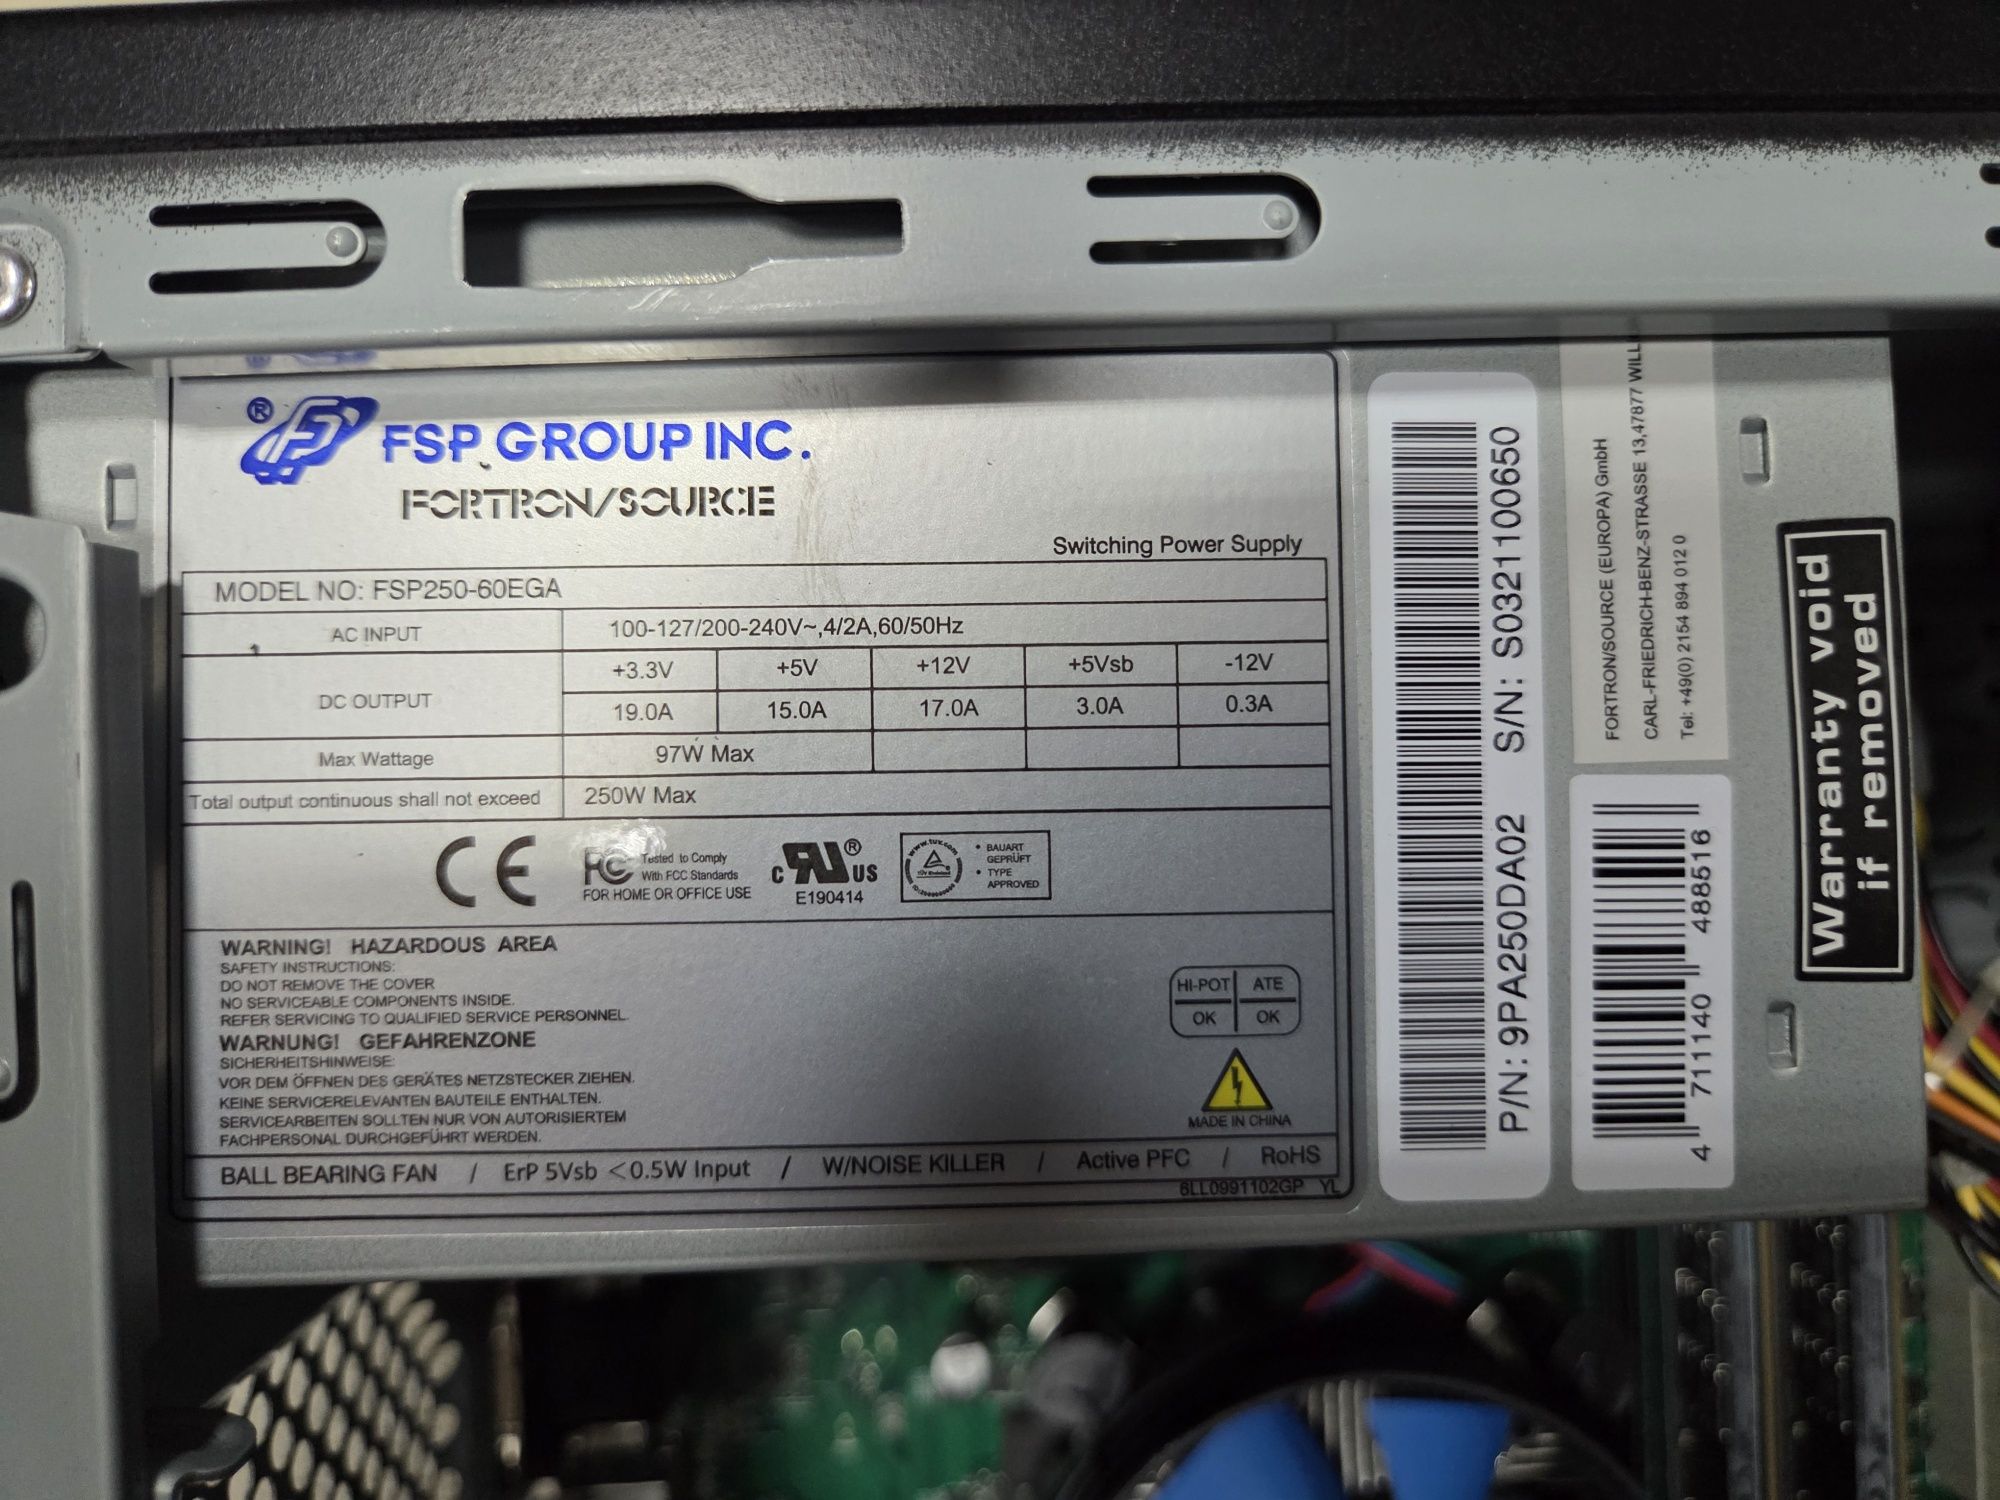 FSP GROUP INC.
FORTRON/SOURCE
Switching Power Supply
MODEL NO: FSP250-60EGA
AC INPUT 100-127/200-240V~,4/2A,60/50Hz
DC OUTPUT +3.3V +5V +12V +5Vsb -12V
19.0A 15.0A 17.0A 3.0A 0.3A
Max Wattage 97W Max
Total output continuous shall not exceed 250W Max
CE
FC Tested to Comply
With FCC Standards
FOR HOME OR OFFICE USE
c RU ® US
E190414
www.tuv.com
• BAUART
GEPRÜFT
• TYPE
APPROVED
WARNING! HAZARDOUS AREA
SAFETY INSTRUCTIONS:
DO NOT REMOVE THE COVER
NO SERVICEABLE COMPONENTS INSIDE.
REFER SERVICING TO QUALIFIED SERVICE PERSONNEL.
WARNUNG! GEFAHRENZONE
SICHERHEITSHINWEISE:
VOR DEM ÖFFNEN DES GERÄTES NETZSTECKER ZIEHEN.
KEINE SERVICERELEVANTEN BAUTEILE ENTHALTEN.
SERVICEARBEITEN SOLLTEN NUR VON AUTORISIERTEM
FACHPERSONAL DURCHGEFÜHRT WERDEN.
HI-POT ATE
OK OK
MADE IN CHINA
BALL BEARING FAN / ErP 5Vsb <0.5W Input / W/NOISE KILLER / Active PFC / RoHS
6LL0991102GP YL
P/N: 9PA250DA02 S/N: S0321100650
FORTRON/SOURCE (EUROPA) GmbH
CARL-FRIEDRICH-BENZ-STRASSE 13,47877
Tel: +49(0) 2154 894 012 0
4 711140 488516
Warranty void
if removed